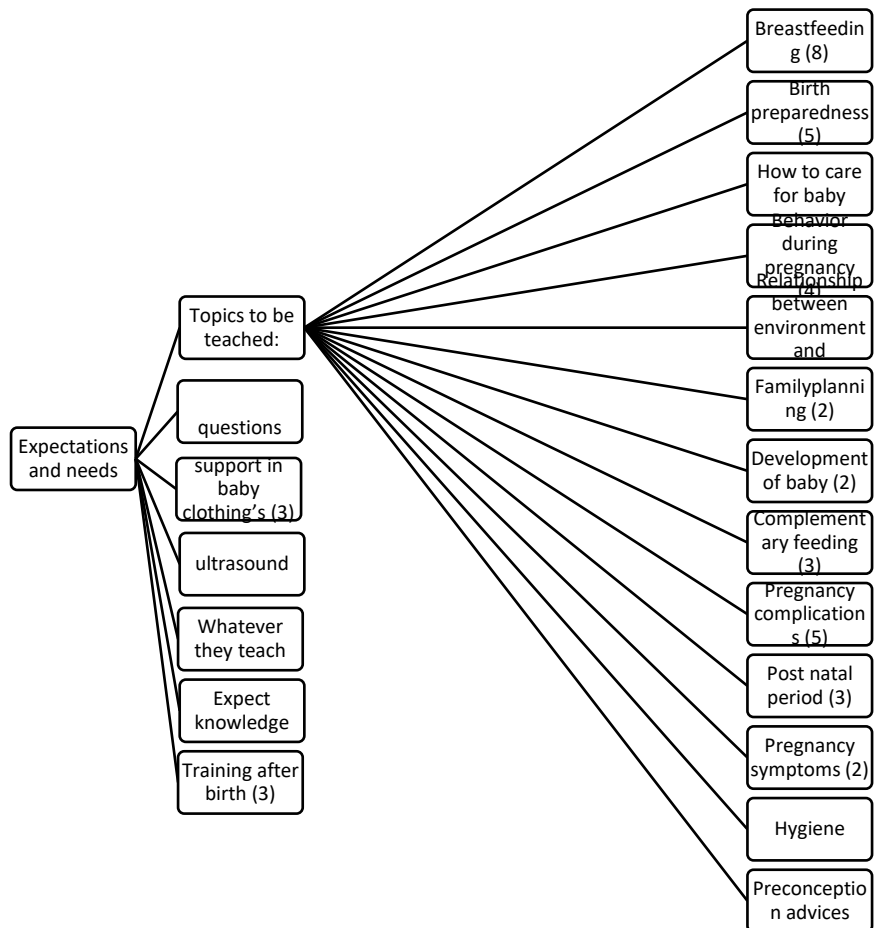 Expectations
and needs
Topics to be
teached:
questions
support in
baby
clothing's (3)
ultrasound
Whatever
they teach
Expect
knowledge
Training after
birth (3)
Breastfeedin
g (8)
Birth
preparedness
(5)
How to care
for baby
Behavior
during
pregnancy
(4)
Relationship
between
environment
and
Familyplanni
ng (2)
Development
of baby (2)
Complement
ary feeding
(3)
Pregnancy
complication
s (5)
Post natal
period (3)
Pregnancy
symptoms (2)
Hygiene
Preconceptio
n advices